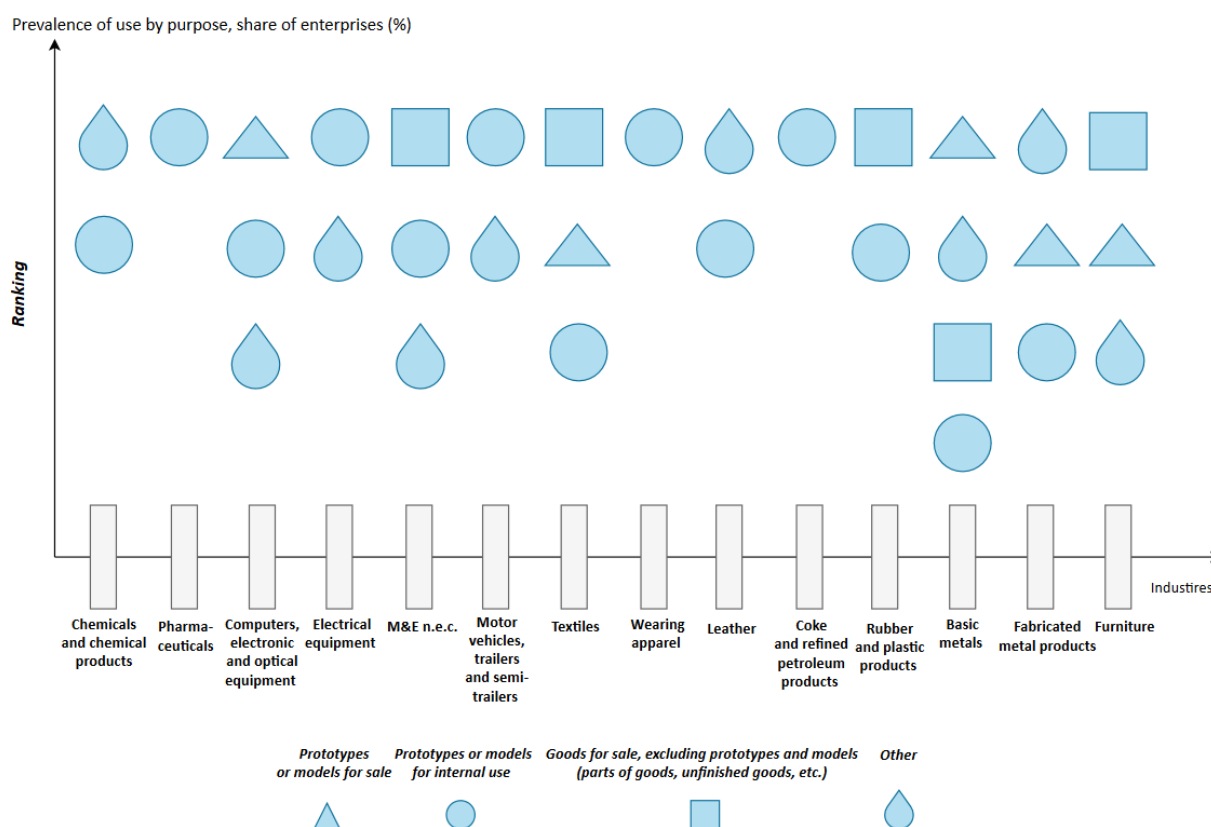 Prevalence of use by purpose, share of enterprises (%)
Ranking
Industires
Chemicals
and chemical
products
Pharma-
ceuticals
Computers,
electronic
and optical
equipment
Electrical
equipment
M&E n.e.c.
Motor
vehicles,
trailers
and semi-
trailers
Textiles
Wearing
apparel
Leather
Coke
and refined
petroleum
products
Rubber
and plastic
products
Basic
metals
Fabricated
metal products
Furniture
Prototypes
or models for sale
Prototypes or models
for internal use
Goods for sale, excluding prototypes and models
(parts of goods, unfinished goods, etc.)
Other